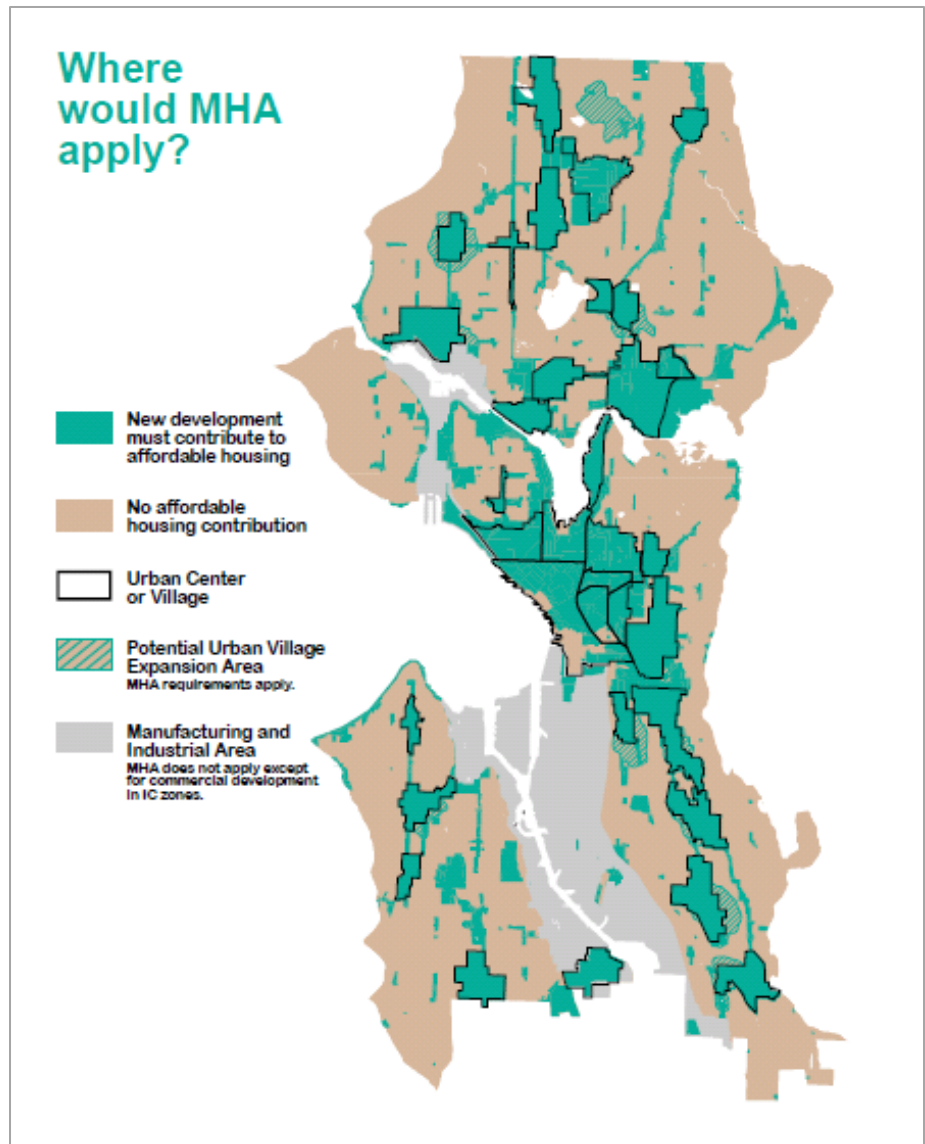 Where
would MHA
apply?
New development
must contribute to
affordable housing
No affordable
housing contribution
Urban Center
or Village
Potential Urban Village
Expansion Area
MHA requirements apply.
Manufacturing and
Industrial Area
MHA does not apply except
for commercial development
in IC zones.